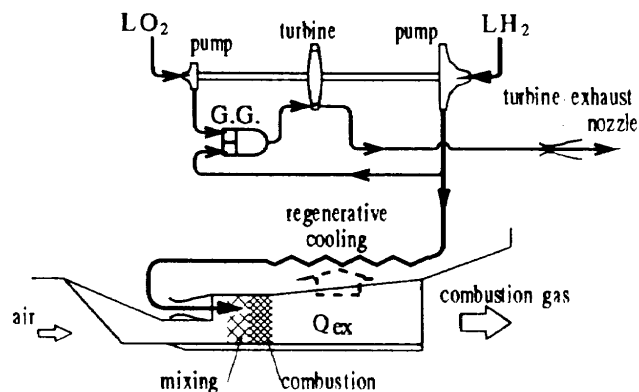 LO2
pump
turbine
pump
LH2
turbine exhaust
nozzle
G.G.
regenerative
cooling
air
Qex
combustion gas
mixing
combustion